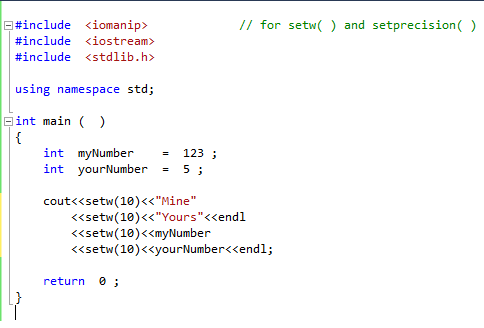 #include  <iomanip>             // for setw( ) and setprecision( )
#include  <iostream>
#include  <stdlib.h>
using namespace std;
int main (  )
{
    int  myNumber    =  123 ;
    int  yourNumber  =  5 ;
    cout<<setw(10)<<"Mine"
        <<setw(10)<<"Yours"<<endl
        <<setw(10)<<myNumber
        <<setw(10)<<yourNumber<<endl;
    return  0 ;
}